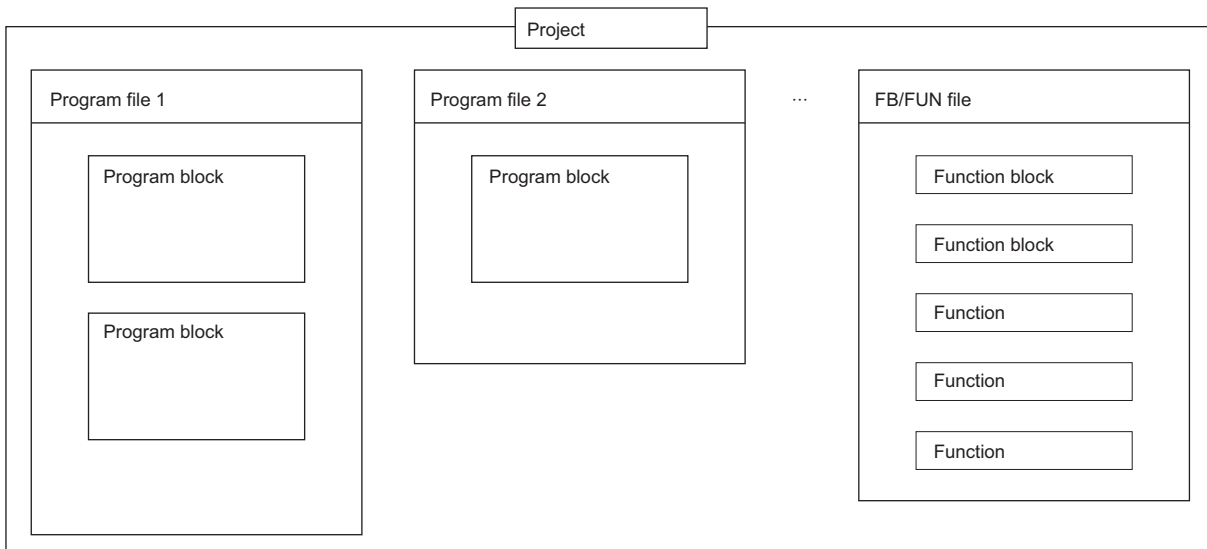 Project
Program file 1
Program block
Program block
Program file 2
Program block
...
FB/FUN file
Function block
Function block
Function
Function
Function